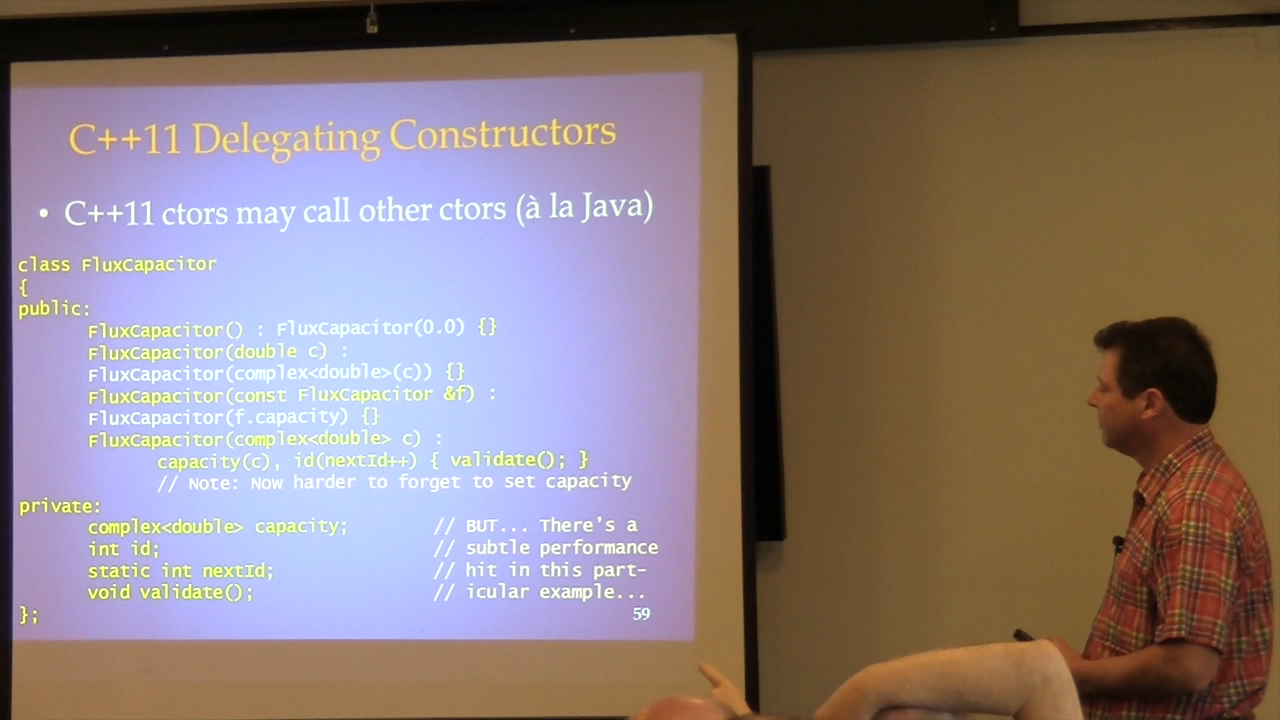 C++11 Delegating Constructors
• C++11 ctors may call other ctors (à la Java)
class FluxCapacitor
{
public:
FluxCapacitor() : FluxCapacitor(0.0) {}
FluxCapacitor(double c) :
FluxCapacitor(complex<double>(c)) {}
FluxCapacitor(const FluxCapacitor &f) :
FluxCapacitor(f.capacity) {}
FluxCapacitor(complex<double> c) :
capacity(c), id(nextId++) { validate(); }
// Note: Now harder to forget to set capacity
private:
complex<double> capacity; // BUT... There's a
int id; // subtle performance
static int nextId; // hit in this part-
void validate(); // icular example...
};
59